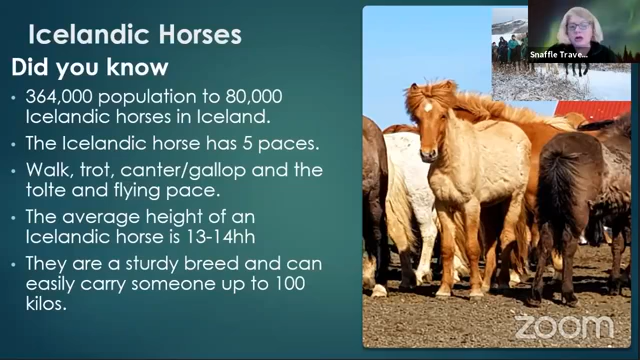 Icelandic Horses
Did you know
• 364,000 population to 80,000
Icelandic horses in Iceland.
• The Icelandic horse has 5 paces.
• Walk, trot, canter/gallop and the
tolte and flying pace.
• The average height of an
Icelandic horse is 13-14hh
• They are a sturdy breed and can
easily carry someone up to 100
kilos.
Snaffle Trave...
zoom